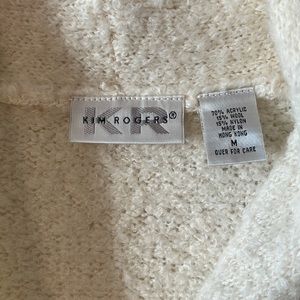 KR
KIM ROGERS®
70% ACRYLIC
15% WOOL
15% NYLON
MADE IN
HONG KONG
M
OVER FOR CARE